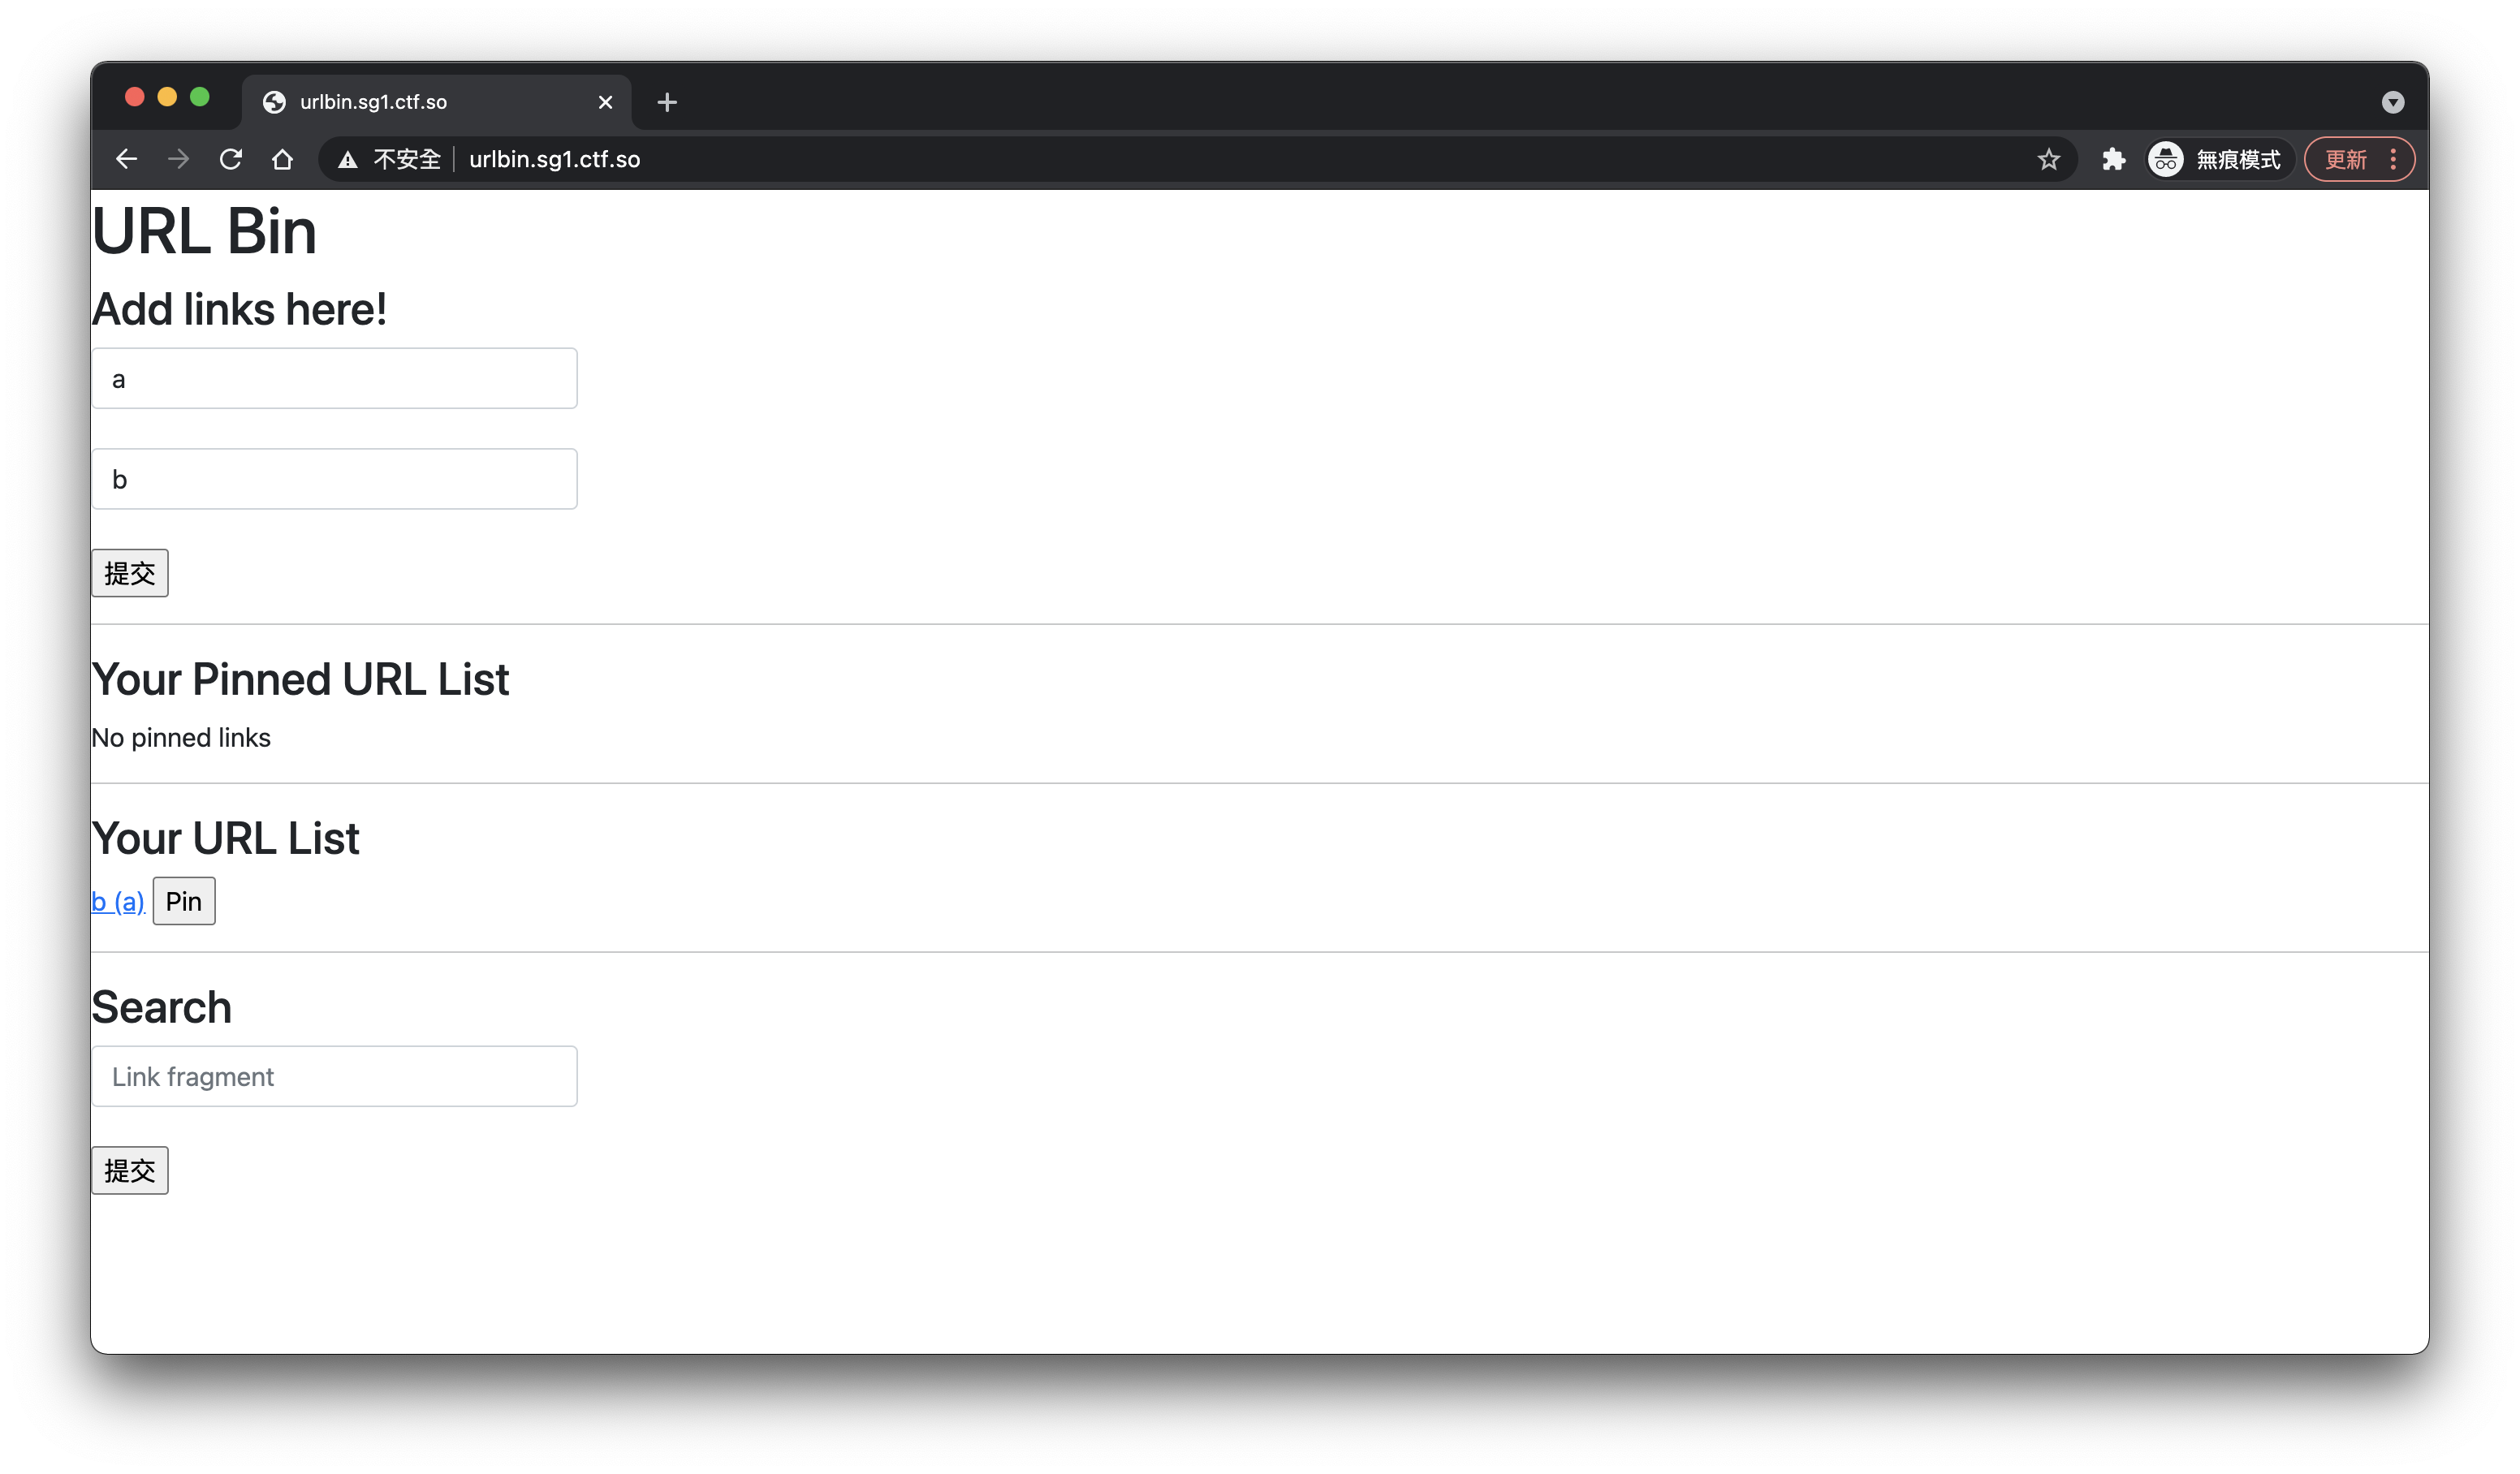 urlbin.sg1.ctf.so
不安全 urlbin.sg1.ctf.so 無痕模式 更新
URL Bin
Add links here!
a
b
提交
Your Pinned URL List
No pinned links
Your URL List
b (a) Pin
Search
Link fragment
提交